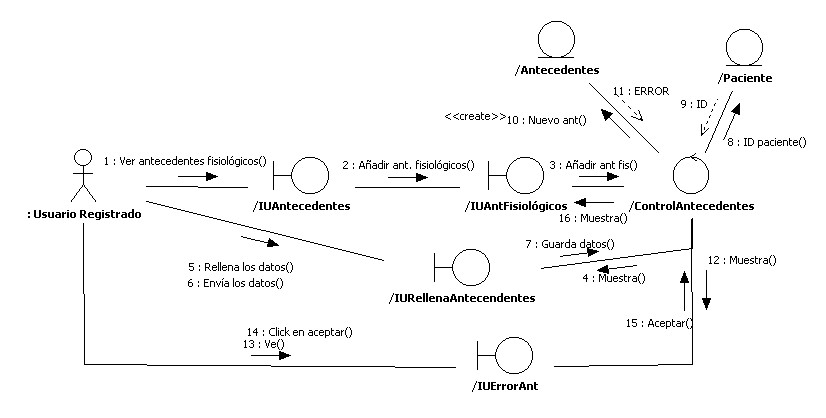 /Antecedentes
/Paciente
11 : ERROR
9 : ID
<<create>>
10 : Nuevo ant()
8 : ID paciente()
1 : Ver antecedentes fisiológicos()
2 : Añadir ant. fisiológicos()
3 : Añadir ant fis()
: Usuario Registrado
/IUAntecedentes
/IUAntFisiológicos
/ControlAntecedentes
16 : Muestra()
7 : Guarda datos()
5 : Rellena los datos()
6 : Envía los datos()
4 : Muestra()
12 : Muestra()
/IURellenaAntecendentes
15 : Aceptar()
14 : Click en aceptar()
13 : Ve()
/IUErrorAnt